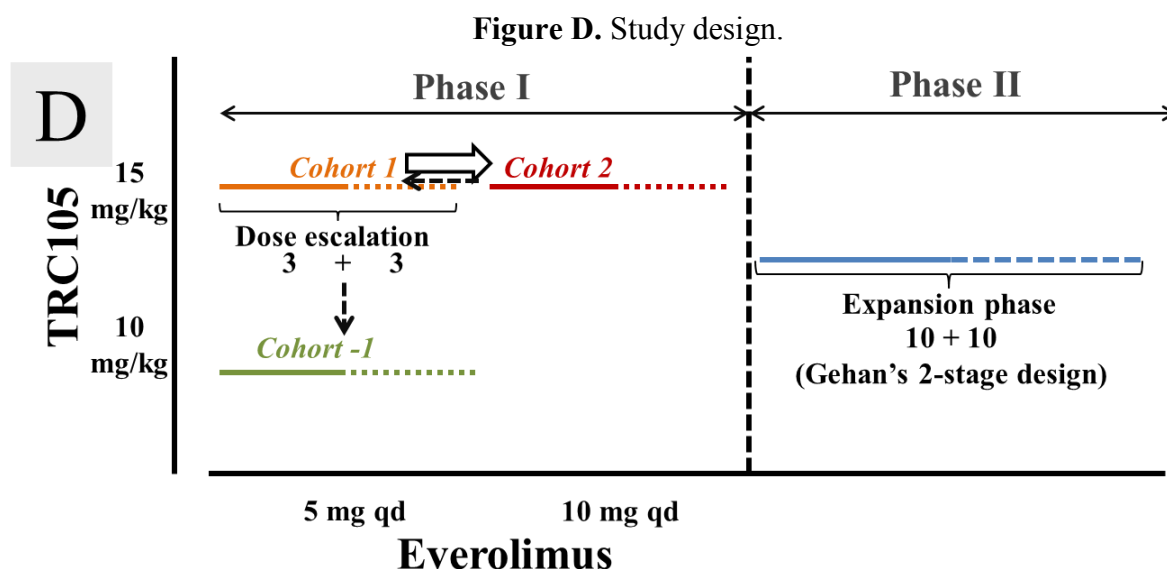 Figure D. Study design.
D
Phase I
Phase II
TRC105
15
mg/kg
Cohort 1
Cohort 2
Dose escalation
3 + 3
10
mg/kg
Cohort -1
Expansion phase
10 + 10
(Gehan’s 2-stage design)
5 mg qd
10 mg qd
Everolimus